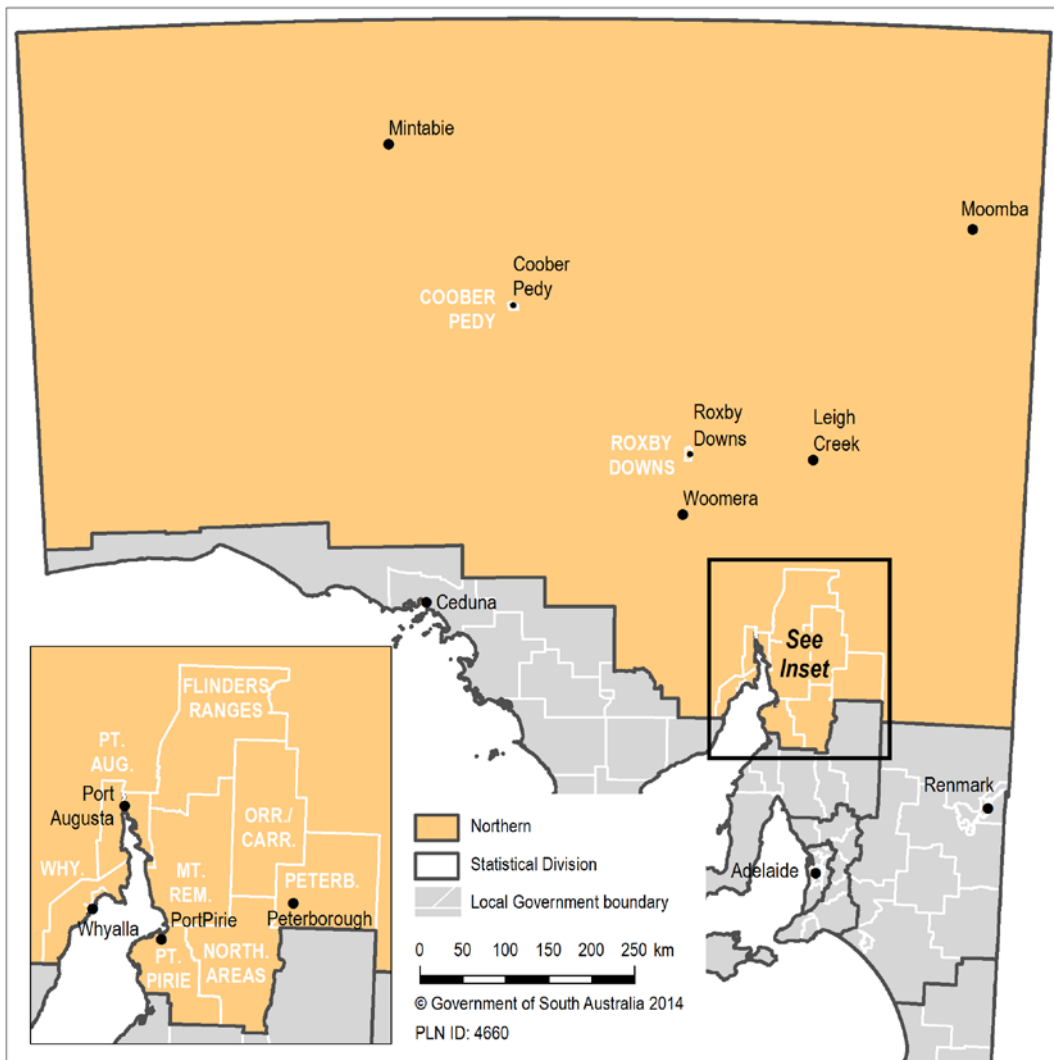 Mintabie
Moomba
Coober
Pedy
COOBER
PEDY
Roxby
Downs
ROXBY
DOWNS
Leigh
Creek
Woomera
Ceduna
See
Inset
Renmark
Adelaide
FLINDERS
RANGES
PT.
AUG.
Port
Augusta
ORR./
CARR.
WHY.
MT.
REM.
PETERB.
Peterborough
Whyalla
PortPirie
PT.
PIRIE
NORTH.
AREAS
Northern
Statistical Division
Local Government boundary
0 50 100 150 200 250 km
© Government of South Australia 2014
PLN ID: 4660